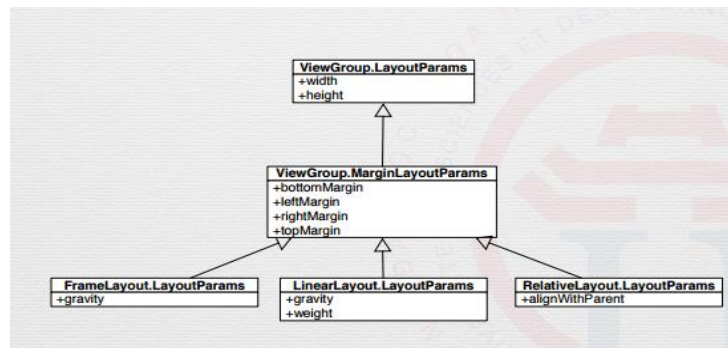 ViewGroup.LayoutParams
+width
+height
ViewGroup.MarginLayoutParams
+bottomMargin
+leftMargin
+rightMargin
+topMargin
FrameLayout.LayoutParams
+gravity
LinearLayout.LayoutParams
+gravity
+weight
RelativeLayout.LayoutParams
+alignWithParent